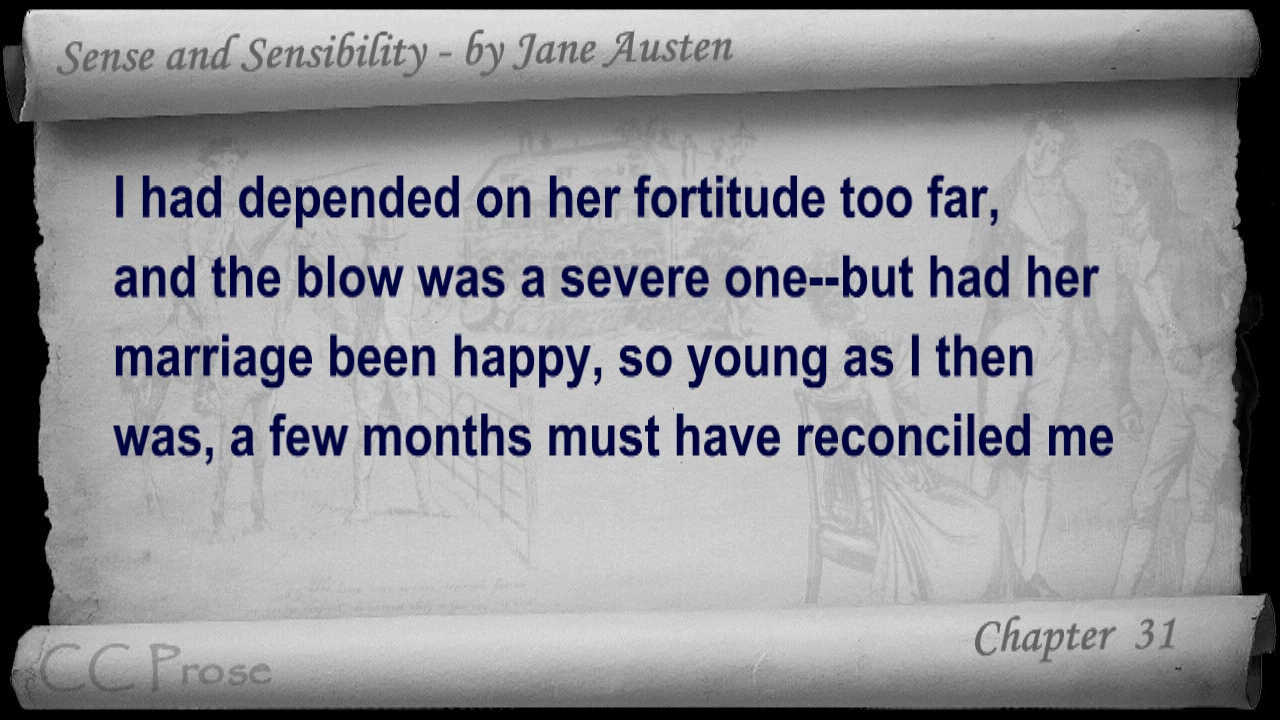 Sense and Sensibility - by Jane Austen
I had depended on her fortitude too far,
and the blow was a severe one--but had her
marriage been happy, so young as I then
was, a few months must have reconciled me
Chapter 31
CC Prose